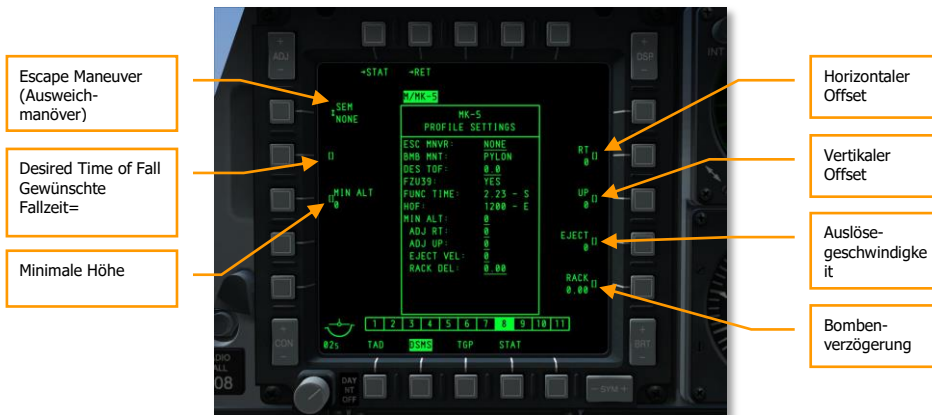 Escape Maneuver
(Ausweich-
manöver)
Desired Time of Fall
Gewünschte
Fallzeit=
Minimale Höhe
ADJ
DSP
INT
→STAT →RET
M/MK-5
SEM
NONE
MK-5
PROFILE SETTINGS
ESC MNVR: NONE
BMB MNT: PYLON
DES TOF: 0.0
FZU39: YES
FUNC TIME: 2.23 - S
HOF: 1200 - E
MIN ALT: 0
ADJ RT: 0
ADJ UP: 0
EJECT VEL: 0
RACK DEL: 0.00
MIN ALT
0
RT
0
UP
0
EJECT
0
RACK
0.00
1 2 3 4 5 6 7 8 9 10 11
02s TAD DSMS TGP STAT
CON
BRT
DAY
NT
OFF
- SYM +
08
Horizontaler
Offset
Vertikaler
Offset
Auslöse-
geschwindigke
it
Bomben-
verzögerung